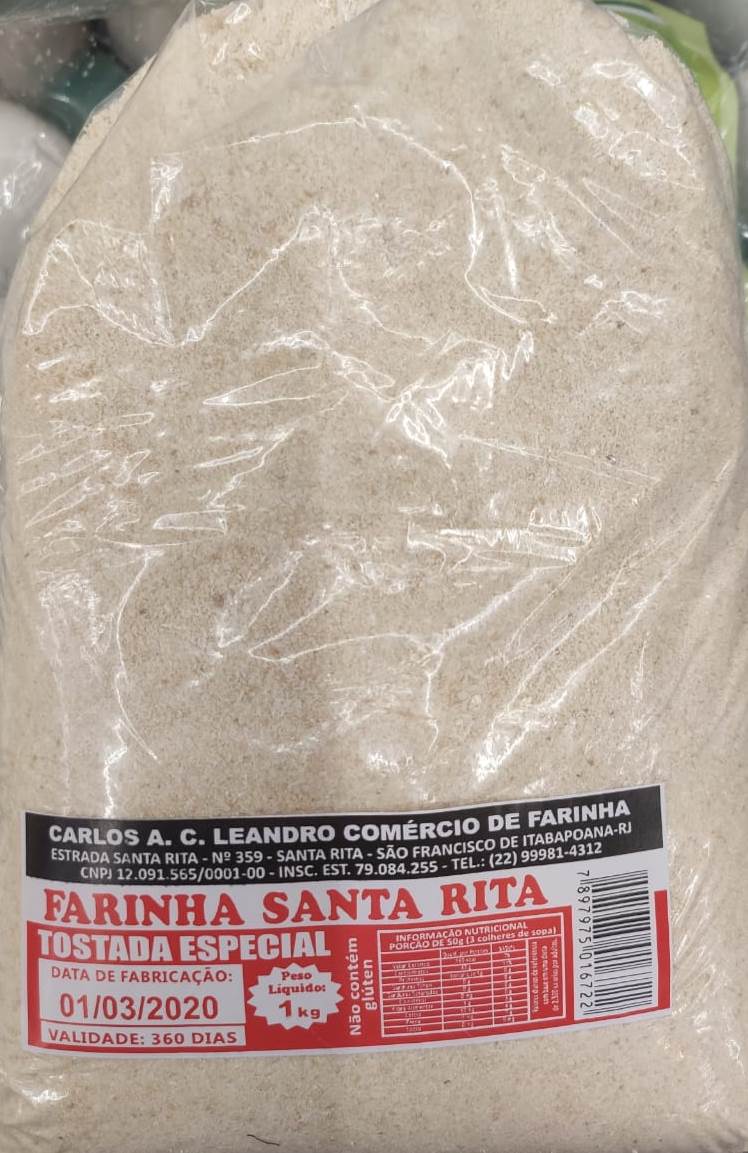 CARLOS A. C. LEANDRO COMÉRCIO DE FARINHA
ESTRADA SANTA RITA - Nº 359 - SANTA RITA - SÃO FRANCISCO DE ITABAPOANA-RJ
CNPJ 12.091.565/0001-00 - INSC. EST. 79.084.255 - TEL.: (22) 99981-4312
FARINHA SANTA RITA
TOSTADA ESPECIAL
DATA DE FABRICAÇÃO:
01/03/2020
VALIDADE: 360 DIAS
Peso
Líquido:
1 kg
Não contém
glúten
INFORMAÇÃO NUTRICIONAL
PORÇÃO DE 50g (3 colheres de sopa)
7897975016722